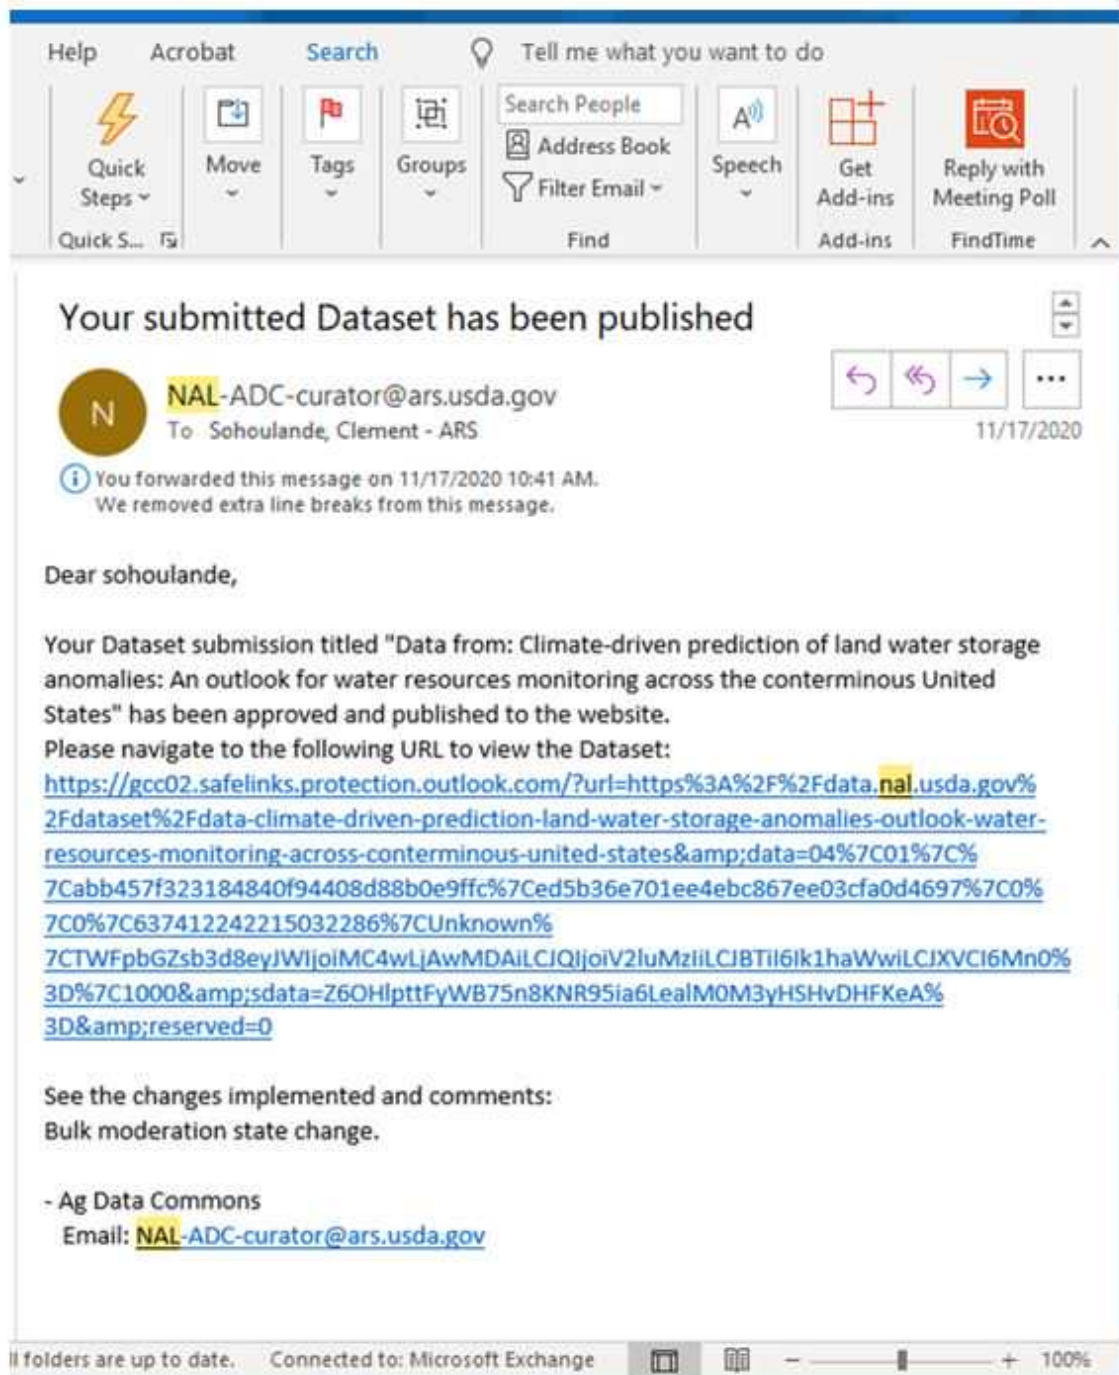 Help Acrobat Search Tell me what you want to do
Search People
Address Book
Filter Email
Quick Steps
Move
Tags
Groups
Speech
Get Add-ins
Reply with Meeting Poll
Quick S... Find Add-ins FindTime
Your submitted Dataset has been published
N
NAL-ADC-curator@ars.usda.gov
To Sohoulande, Clement - ARS
11/17/2020
i You forwarded this message on 11/17/2020 10:41 AM.
We removed extra line breaks from this message.
Dear sohoulande,
Your Dataset submission titled "Data from: Climate-driven prediction of land water storage
anomalies: An outlook for water resources monitoring across the conterminous United
States" has been approved and published to the website.
Please navigate to the following URL to view the Dataset:
https://gcc02.safelinks.protection.outlook.com/?url=https%3A%2F%2Fdata.nal.usda.gov%
2Fdataset%2Fdata-climate-driven-prediction-land-water-storage-anomalies-outlook-water-
resources-monitoring-across-conterminous-united-states&amp;data=04%7C01%7C%
7Cabb457f323184840f94408d88b0e9ffc%7Ced5b36e701ee4ebc867ee03cfa0d4697%7C0%
7C0%7C637412242215032286%7CUnknown%
7CTWFpbGZsb3d8eyJWIjoiMC4wLjAwMDAiLCJQIjoiV2luMzIiLCJBTiI6Ik1haWwiLCJXVCI6Mn0%
3D%7C1000&amp;sdata=Z6OHlpttFyWB75n8KNR95ia6LealM0M3yHSHvDHFKeA%
3D&amp;reserved=0
See the changes implemented and comments:
Bulk moderation state change.
- Ag Data Commons
Email: NAL-ADC-curator@ars.usda.gov
ll folders are up to date. Connected to: Microsoft Exchange - + 100%